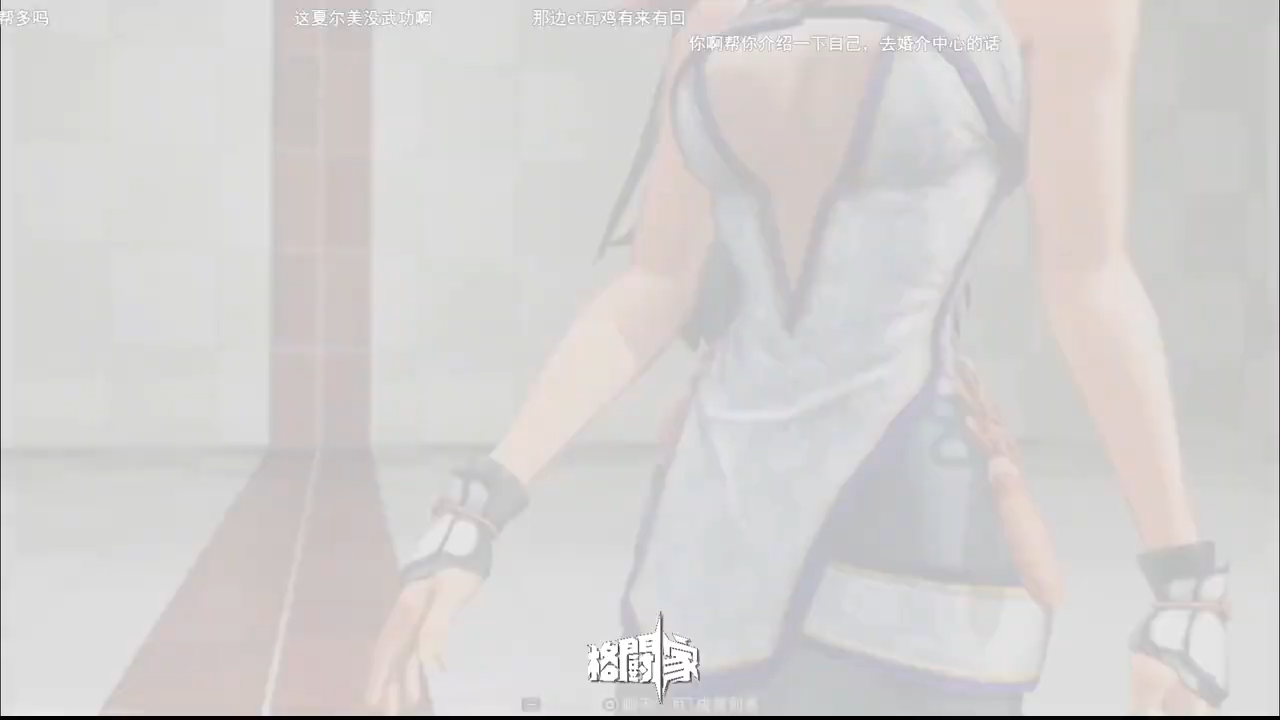 帮多吗
这夏尔美没武功啊
那边et瓦鸡有来有回
你啊帮你介绍一下自己，去婚介中心的话
格闘家